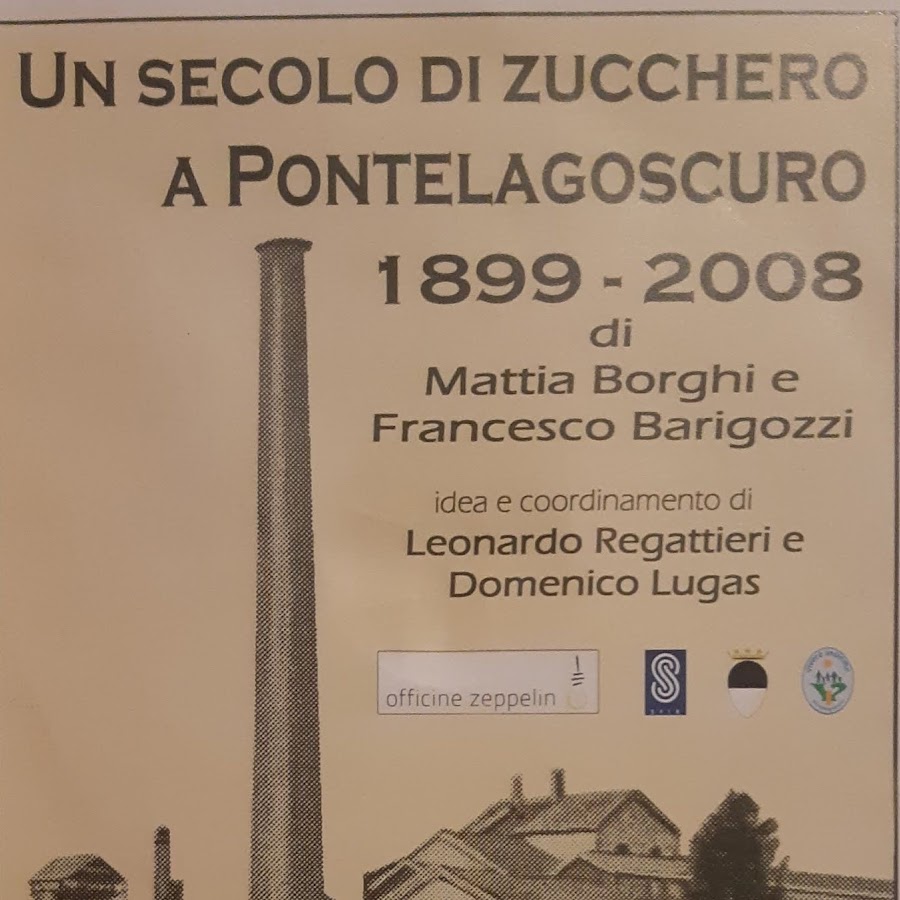 UN SECOLO DI ZUCCHERO
A PONTELAGOSCURO
1899 - 2008
di
Mattia Borghi e
Francesco Barigozzi
idea e coordinamento di
Leonardo Regattieri e
Domenico Lugas
officine zeppelin